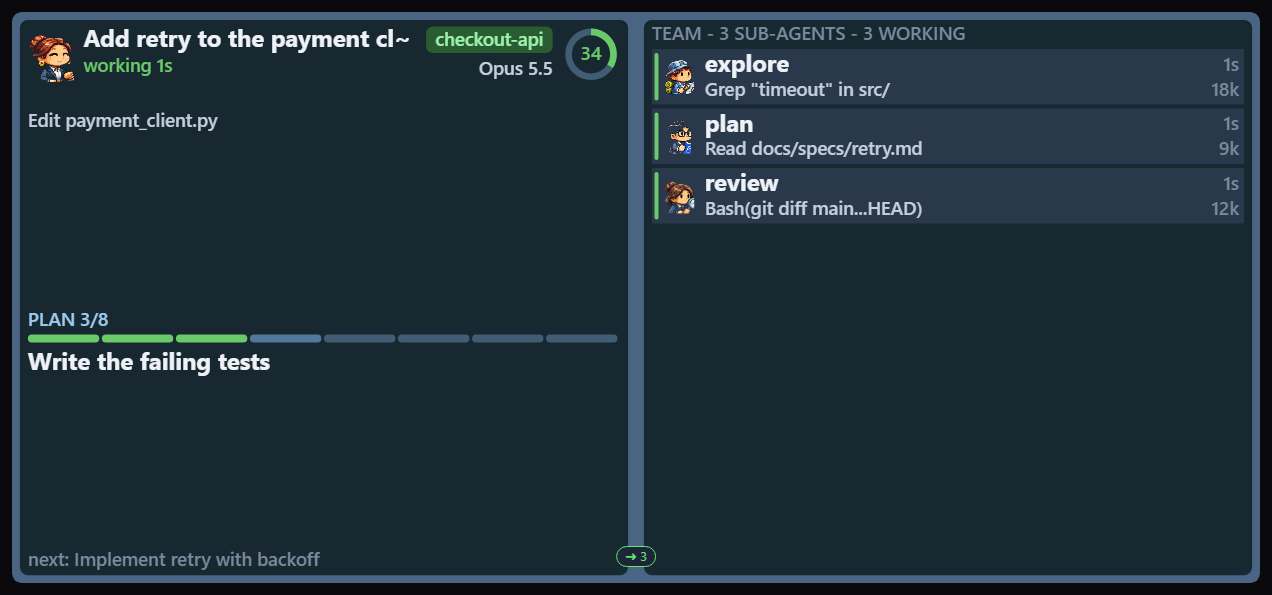 Add retry to the payment cl~
checkout-api
34
working 1s
Opus 5.5
Edit payment_client.py
PLAN 3/8
Write the failing tests
next: Implement retry with backoff
➔ 3
TEAM - 3 SUB-AGENTS - 3 WORKING
explore
1s
Grep "timeout" in src/
18k
plan
1s
Read docs/specs/retry.md
9k
review
1s
Bash(git diff main...HEAD)
12k